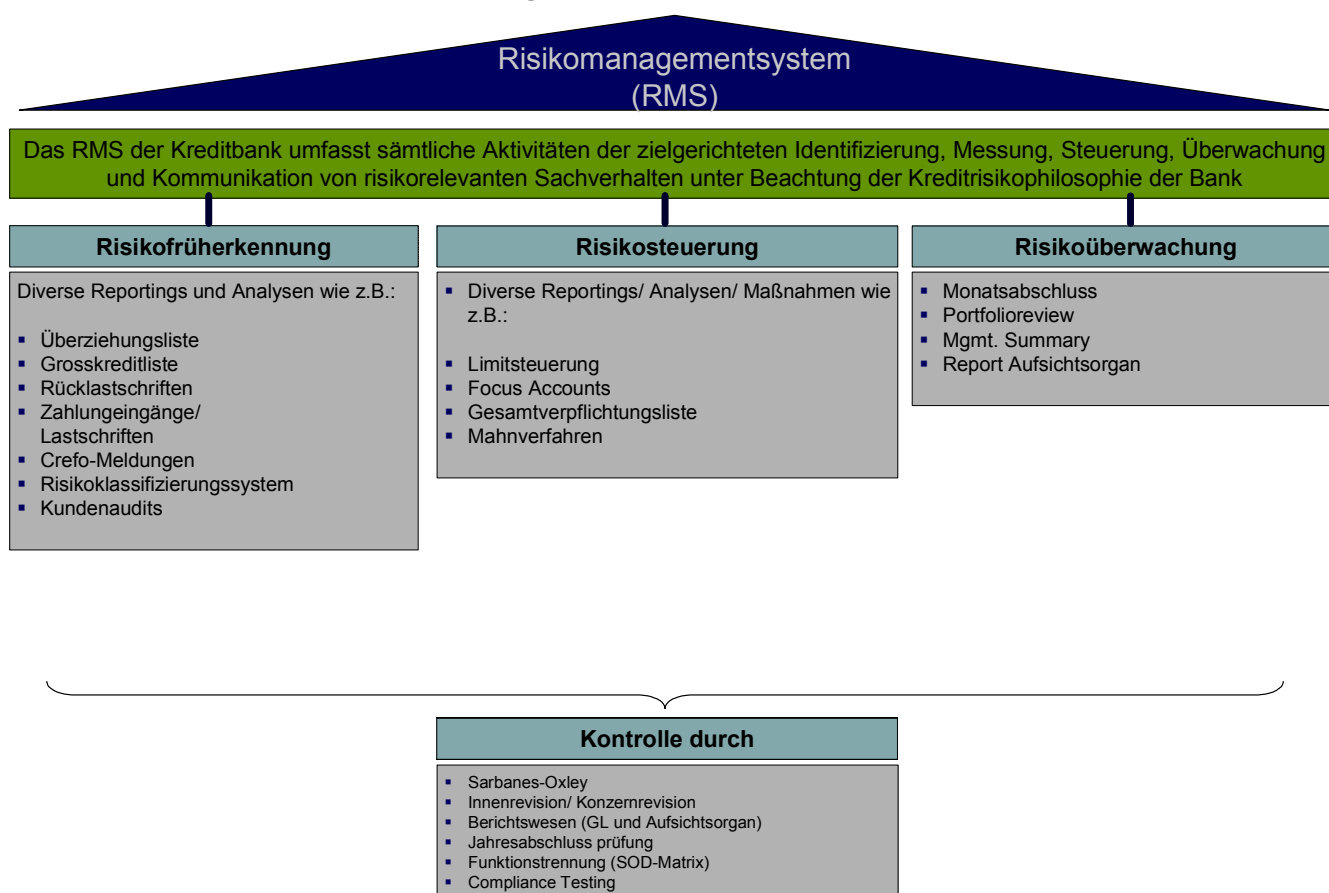 Risikomanagementsystem
(RMS)
Das RMS der Kreditbank umfasst sämtliche Aktivitäten der zielgerichteten Identifizierung, Messung, Steuerung, Überwachung
und Kommunikation von risikorelevanten Sachverhalten unter Beachtung der Kreditrisikophilosophie der Bank
Risikofrüherkennung
Diverse Reportings und Analysen wie z.B.:
▪ Überziehungsliste
▪ Grosskreditliste
▪ Rücklastschriften
▪ Zahlungeingänge/
Lastschriften
▪ Crefo-Meldungen
▪ Risikoklassifizierungssystem
▪ Kundenaudits
Risikosteuerung
▪ Diverse Reportings/ Analysen/ Maßnahmen wie
z.B.:
▪ Limitsteuerung
▪ Focus Accounts
▪ Gesamtverpflichtungsliste
▪ Mahnverfahren
Risikoüberwachung
▪ Monatsabschluss
▪ Portfolioreview
▪ Mgmt. Summary
▪ Report Aufsichtsorgan
Kontrolle durch
▪ Sarbanes-Oxley
▪ Innenrevision/ Konzernrevision
▪ Berichtswesen (GL und Aufsichtsorgan)
▪ Jahresabschluss prüfung
▪ Funktionstrennung (SOD-Matrix)
▪ Compliance Testing